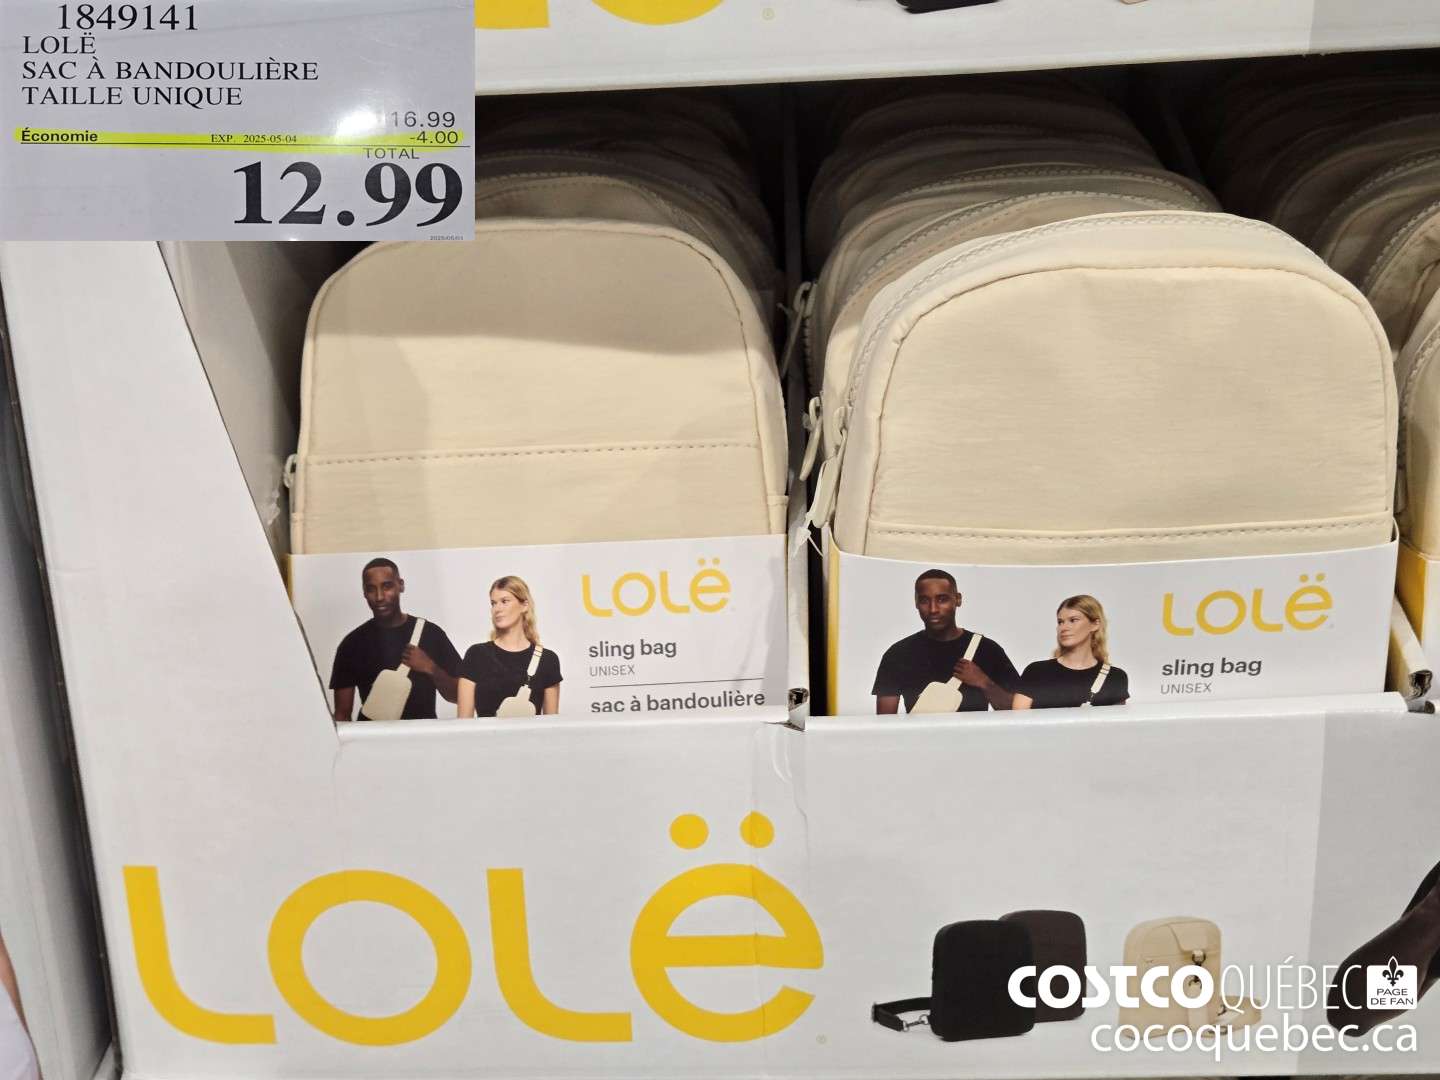 1849141
LOLË
SAC À BANDOULIÈRE
TAILLE UNIQUE
16.99
Économie EXP. 2025-05-04 -4.00
TOTAL
12.99
LOLË
sling bag
UNISEX
sac à bandoulière
LOLË
sling bag
UNISEX
LOLË
COSTCO QUÉBEC PAGE DE FAN
cocoquebec.ca